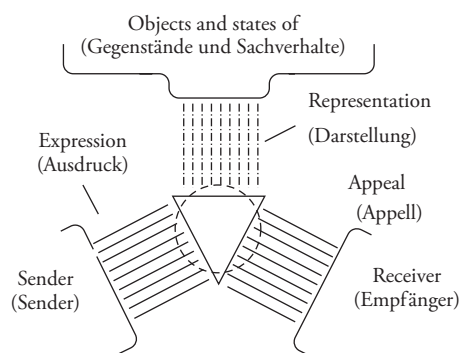 Objects and states of
(Gegenstände und Sachverhalte)
Representation
(Darstellung)
Expression
(Ausdruck)
Appeal
(Appell)
Sender
(Sender)
Receiver
(Empfänger)